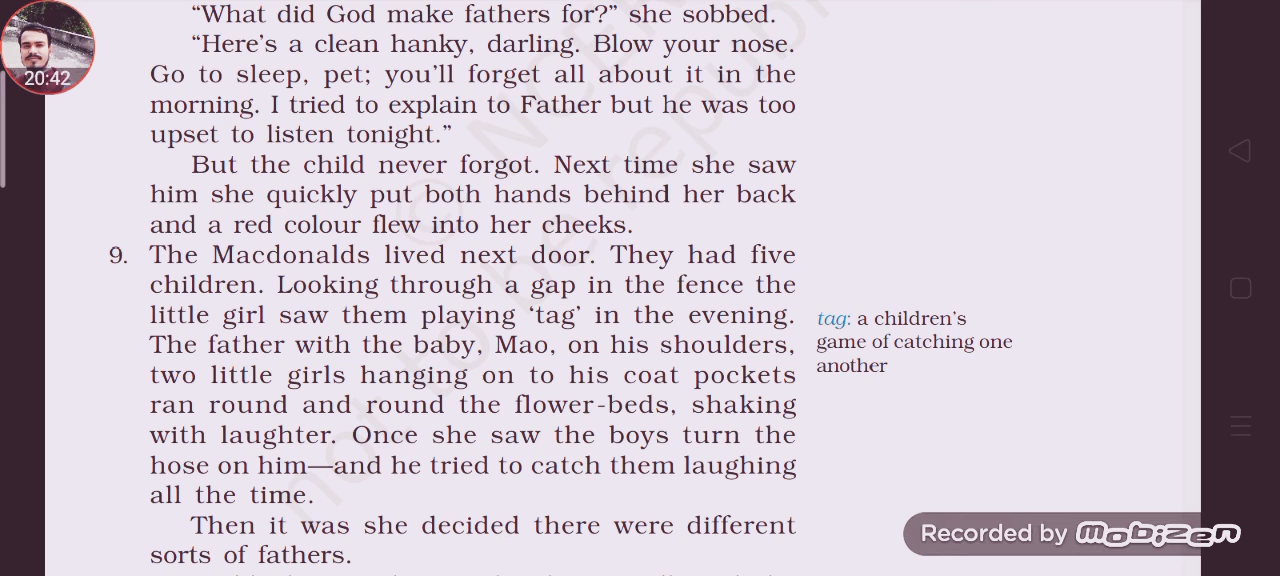 “What did God make fathers for?” she sobbed.
“Here’s a clean hanky, darling. Blow your nose.
Go to sleep, pet; you’ll forget all about it in the
morning. I tried to explain to Father but he was too
upset to listen tonight.”
But the child never forgot. Next time she saw
him she quickly put both hands behind her back
and a red colour flew into her cheeks.
9. The Macdonalds lived next door. They had five
children. Looking through a gap in the fence the
little girl saw them playing ‘tag’ in the evening.
The father with the baby, Mao, on his shoulders,
two little girls hanging on to his coat pockets
ran round and round the flower-beds, shaking
with laughter. Once she saw the boys turn the
hose on him—and he tried to catch them laughing
all the time.
Then it was she decided there were different
sorts of fathers.
tag: a children’s
game of catching one
another
20:42
© NCER
not to be republ
Recorded by mobizen